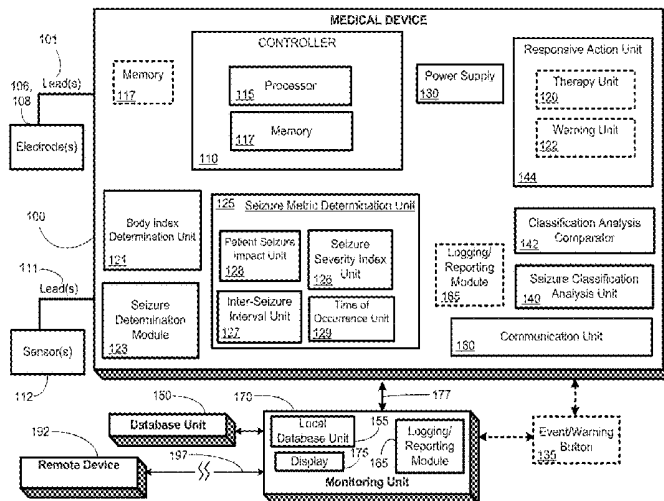 MEDICAL DEVICE
101
Lead(s)
106,
108
Electrode(s)
Memory
117
CONTROLLER
Processor
115
Memory
117
110
Power Supply
130
Responsive Action Unit
Therapy
Unit
120
Warning Unit
122
144
100
Body Index
Determination Unit
121
125
Seizure Metric Determination Unit
Patient Seizure
Impact Unit
128
Seizure
Severity Index
Unit
126
Inter-Seizure
Interval Unit
127
Time of
Occurrence Unit
129
Classification Analysis
Comparator
142
Logging/
Reporting
Module
165
Seizure Classification
Analysis Unit
140
111
Lead(s)
Seizure
Determination
Module
123
Sensor(s)
112
Communication Unit
160
150
170
177
Database Unit
Local
Database Unit
155
Logging/
Reporting
Module
165
Display
175
Monitoring Unit
192
Remote Device
197
Event/Warning
Button
135